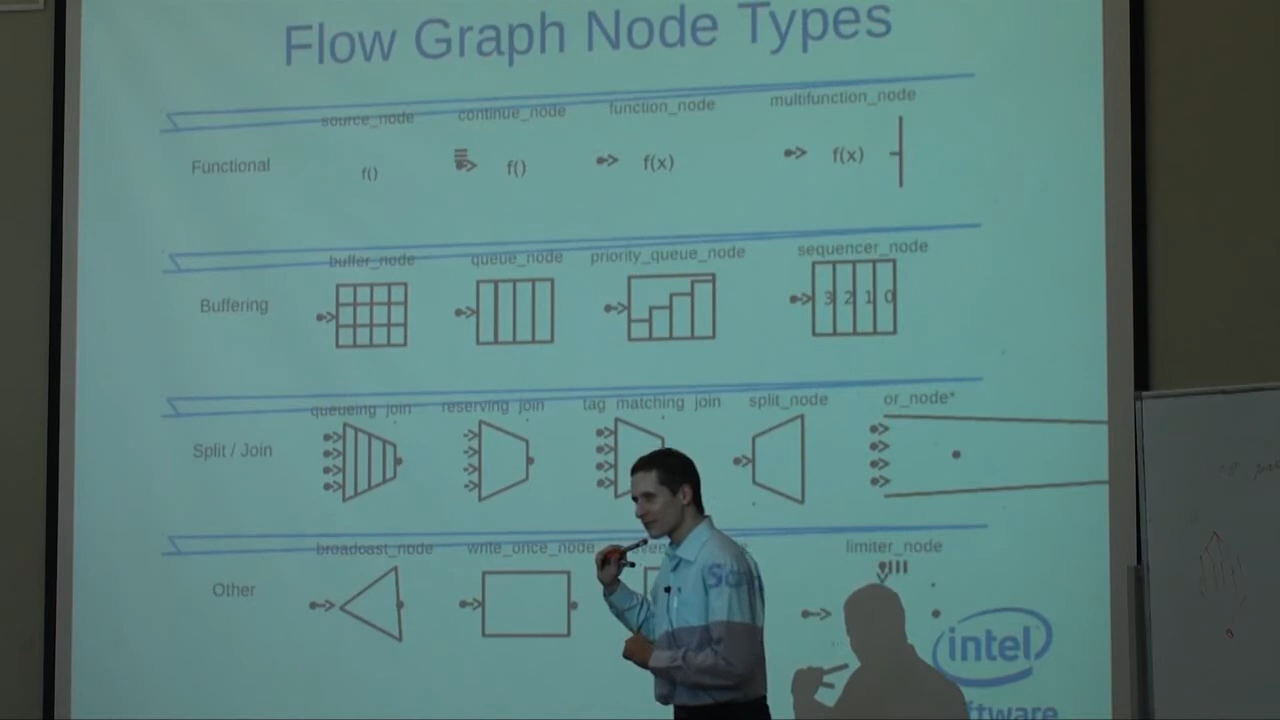 Flow Graph Node Types
source_node continue_node function_node multifunction_node
Functional f() f() f(x) f(x)
buffer_node queue_node priority_queue_node sequencer_node
Buffering 3 2 1 0
queueing join reserving join tag matching join split_node or_node*
Split / Join
broadcast_node write_once_node limiter_node
Other
intel